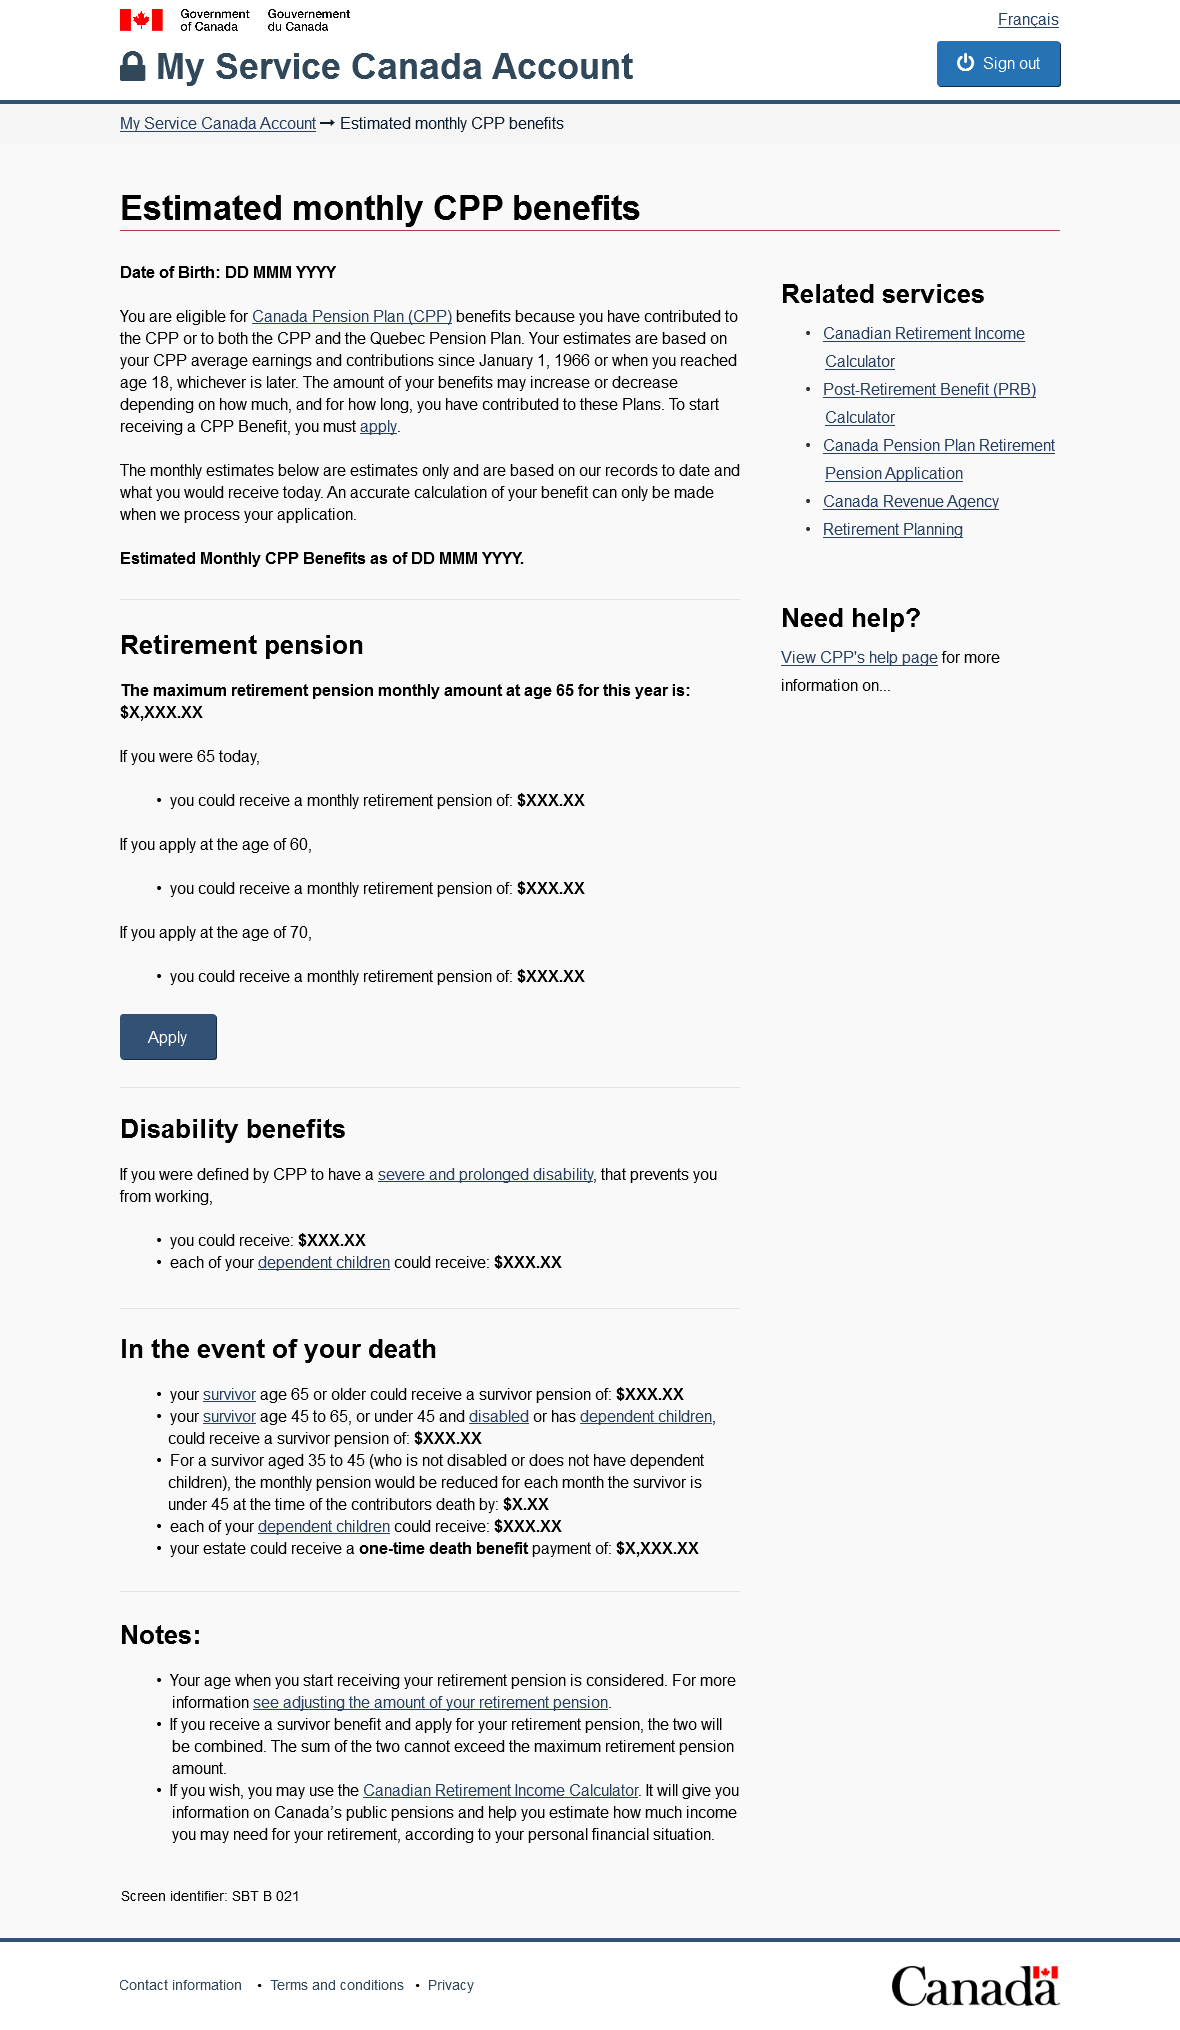 Government of Canada
Gouvernement du Canada
Français
My Service Canada Account
Sign out
My Service Canada Account → Estimated monthly CPP benefits
Estimated monthly CPP benefits
Date of Birth: DD MMM YYYY
You are eligible for Canada Pension Plan (CPP) benefits because you have contributed to
the CPP or to both the CPP and the Quebec Pension Plan. Your estimates are based on
your CPP average earnings and contributions since January 1, 1966 or when you reached
age 18, whichever is later. The amount of your benefits may increase or decrease
depending on how much, and for how long, you have contributed to these Plans. To start
receiving a CPP Benefit, you must apply.
The monthly estimates below are estimates only and are based on our records to date and
what you would receive today. An accurate calculation of your benefit can only be made
when we process your application.
Estimated Monthly CPP Benefits as of DD MMM YYYY.
Retirement pension
The maximum retirement pension monthly amount at age 65 for this year is:
$X,XXX.XX
If you were 65 today,
• you could receive a monthly retirement pension of: $XXX.XX
If you apply at the age of 60,
• you could receive a monthly retirement pension of: $XXX.XX
If you apply at the age of 70,
• you could receive a monthly retirement pension of: $XXX.XX
Apply
Disability benefits
If you were defined by CPP to have a severe and prolonged disability, that prevents you
from working,
• you could receive: $XXX.XX
• each of your dependent children could receive: $XXX.XX
In the event of your death
• your survivor age 65 or older could receive a survivor pension of: $XXX.XX
• your survivor age 45 to 65, or under 45 and disabled or has dependent children,
could receive a survivor pension of: $XXX.XX
• For a survivor aged 35 to 45 (who is not disabled or does not have dependent
children), the monthly pension would be reduced for each month the survivor is
under 45 at the time of the contributors death by: $X.XX
• each of your dependent children could receive: $XXX.XX
• your estate could receive a one-time death benefit payment of: $X,XXX.XX
Notes:
• Your age when you start receiving your retirement pension is considered. For more
information see adjusting the amount of your retirement pension.
• If you receive a survivor benefit and apply for your retirement pension, the two will
be combined. The sum of the two cannot exceed the maximum retirement pension
amount.
• If you wish, you may use the Canadian Retirement Income Calculator. It will give you
information on Canada’s public pensions and help you estimate how much income
you may need for your retirement, according to your personal financial situation.
Screen identifier: SBT B 021
Related services
• Canadian Retirement Income
Calculator
• Post-Retirement Benefit (PRB)
Calculator
• Canada Pension Plan Retirement
Pension Application
• Canada Revenue Agency
• Retirement Planning
Need help?
View CPP's help page for more
information on...
Contact information • Terms and conditions • Privacy
Canada